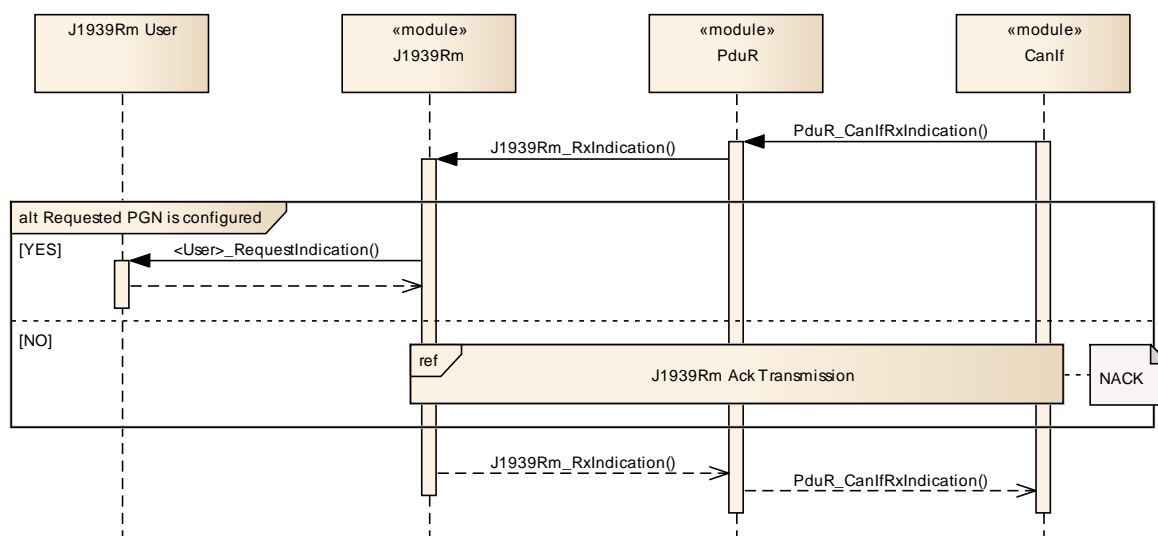 J1939Rm User
«module»
J1939Rm
«module»
PduR
«module»
CanIf
PduR_CanIfRxIndication()
J1939Rm_RxIndication()
alt Requested PGN is configured
[YES]
<User>_RequestIndication()
[NO]
ref
J1939Rm Ack Transmission
NACK
J1939Rm_RxIndication()
PduR_CanIfRxIndication()